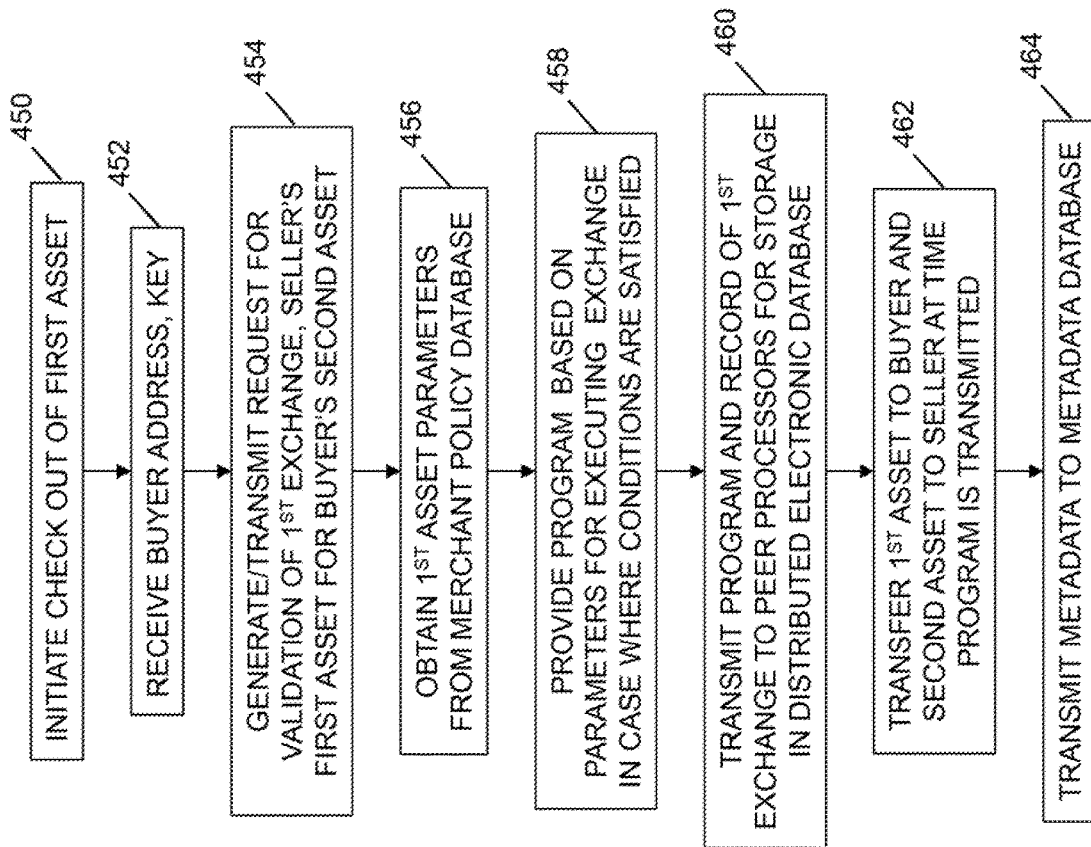 450
INITIATE CHECK OUT OF FIRST ASSET
452
RECEIVE BUYER ADDRESS, KEY
454
GENERATE/TRANSMIT REQUEST FOR
VALIDATION OF 1ST EXCHANGE, SELLER'S
FIRST ASSET FOR BUYER'S SECOND ASSET
456
OBTAIN 1ST ASSET PARAMETERS
FROM MERCHANT POLICY DATABASE
458
PROVIDE PROGRAM BASED ON
PARAMETERS FOR EXECUTING EXCHANGE
IN CASE WHERE CONDITIONS ARE SATISFIED
460
TRANSMIT PROGRAM AND RECORD OF 1ST
EXCHANGE TO PEER PROCESSORS FOR STORAGE
IN DISTRIBUTED ELECTRONIC DATABASE
462
TRANSFER 1ST ASSET TO BUYER AND
SECOND ASSET TO SELLER AT TIME
PROGRAM IS TRANSMITTED
464
TRANSMIT METADATA TO METADATA DATABASE